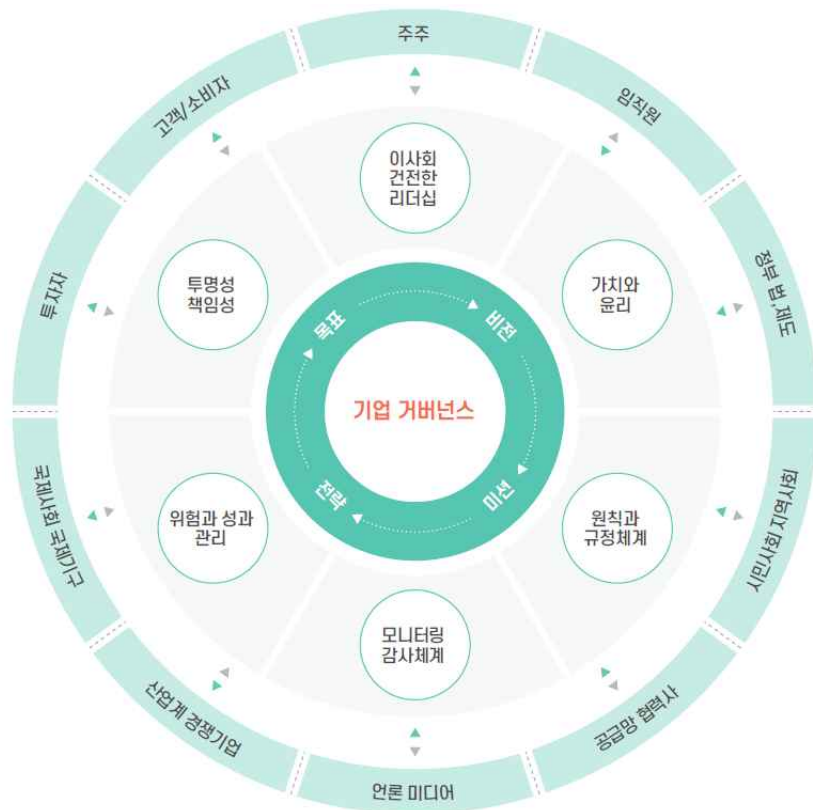 주주
임직원
정부 법,제도
시민사회 지역사회
공급망 협력사
언론 미디어
산업계 경쟁기업
국제사회 국제기구
투자자
고객/소비자
이사회
건전한
리더십
가치와
윤리
원칙과
규정체계
모니터링
감사체계
위험과 성과
관리
투명성
책임성
목표
비전
미션
전략
기업 거버넌스